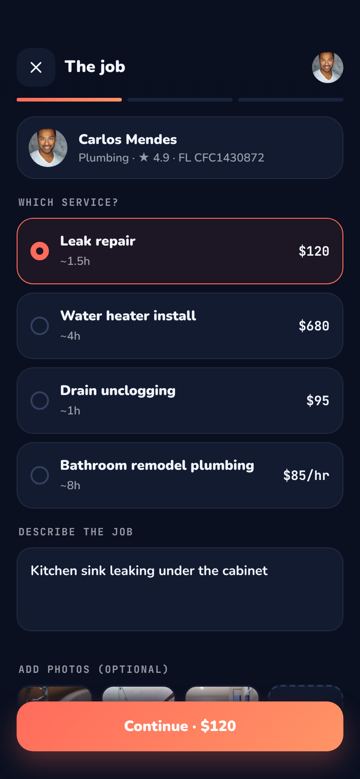 The job
Carlos Mendes
Plumbing · ★ 4.9 · FL CFC1430872
WHICH SERVICE?
Leak repair
$120
~1.5h
Water heater install
$680
~4h
Drain unclogging
$95
~1h
Bathroom remodel plumbing
$85/hr
~8h
DESCRIBE THE JOB
Kitchen sink leaking under the cabinet
ADD PHOTOS (OPTIONAL)
Continue · $120